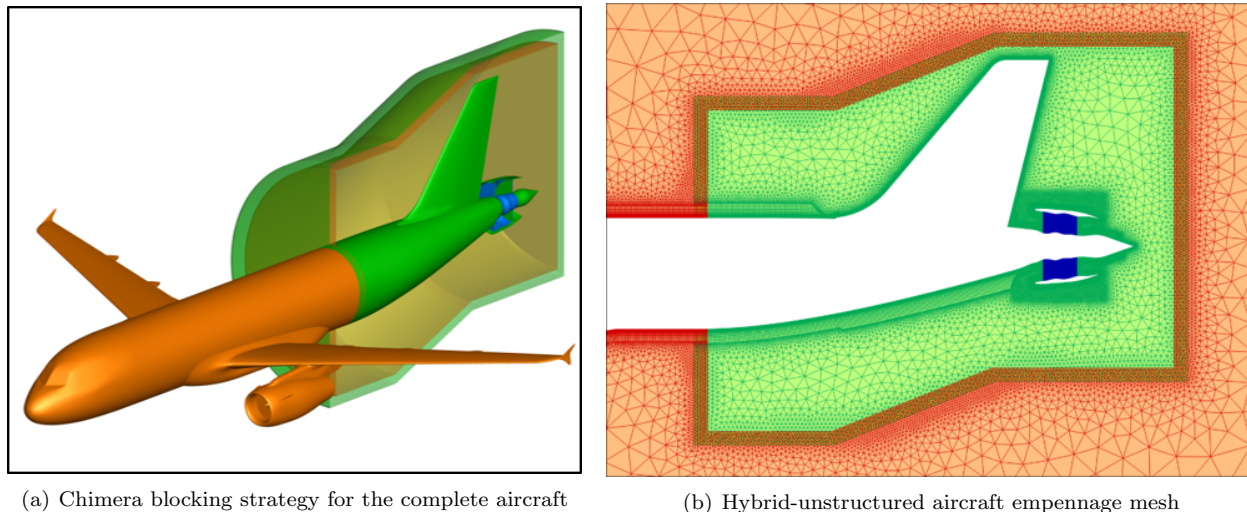 (a) Chimera blocking strategy for the complete aircraft
(b) Hybrid-unstructured aircraft empennage mesh